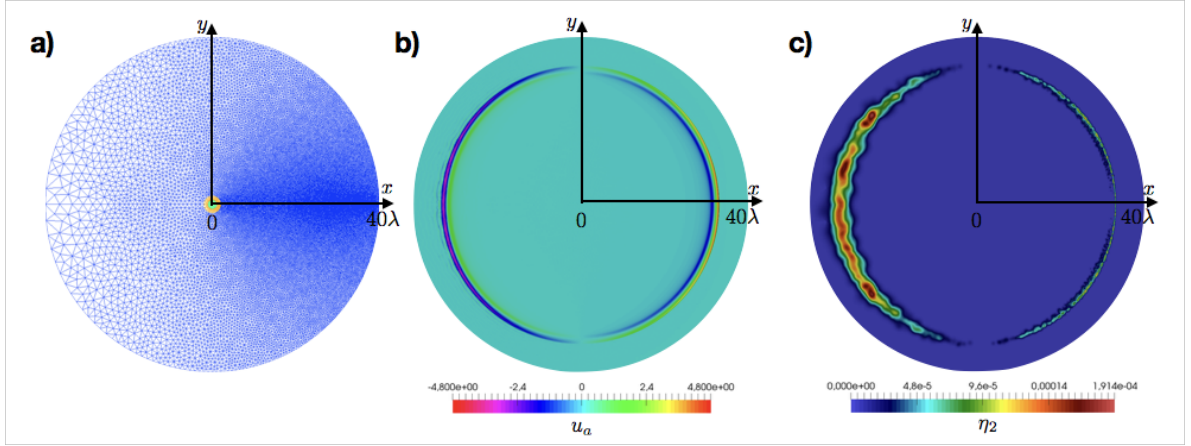 a) y x 0 40λ
b) y x 0 40λ
c) y x 0 40λ
-4,800e+00 -2.4 0 2,4 4,800e+00
u_a
0,000e+00 4.8e-5 9,6e-5 0,00014 1,914e-04
η_2